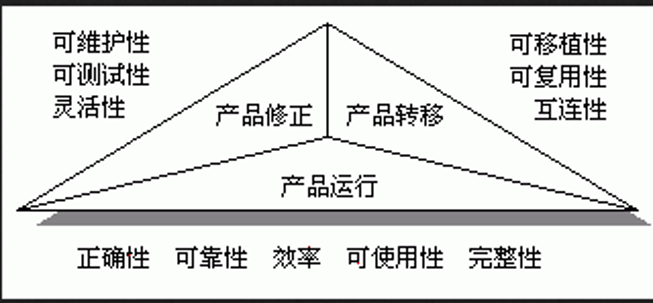 可维护性
可测试性
灵活性
可移植性
可复用性
互连性
产品修正
产品转移
产品运行
正确性 可靠性 效率 可使用性 完整性